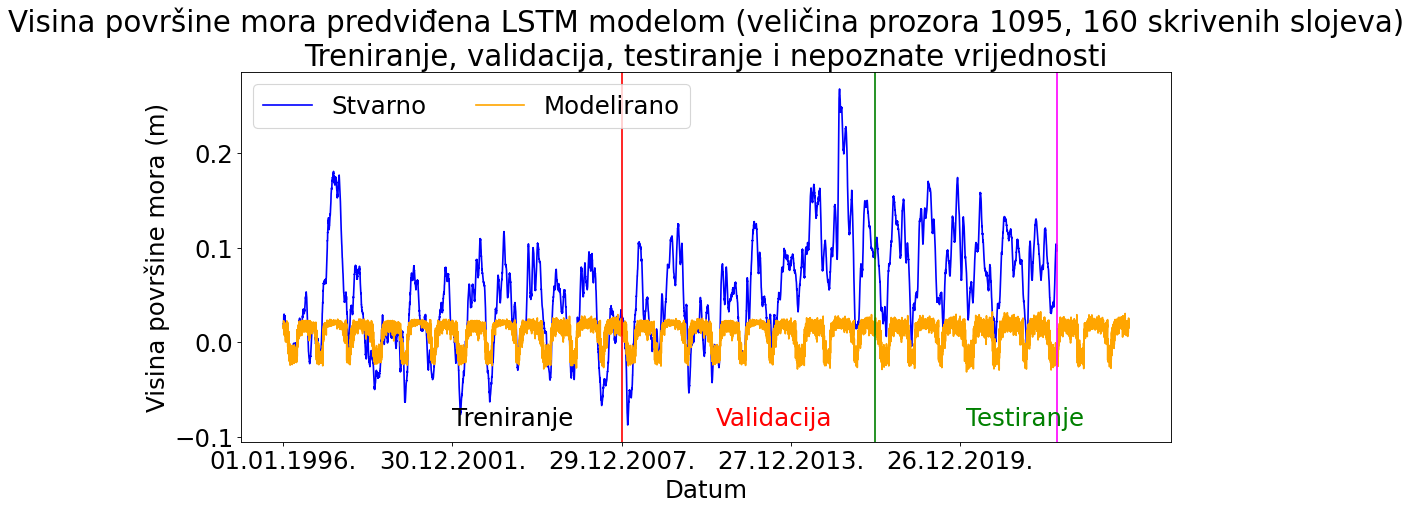 Visina površine mora predviđena LSTM modelom (veličina prozora 1095, 160 skrivenih slojeva)
Treniranje, validacija, testiranje i nepoznate vrijednosti
Stvarno
Modelirano
Visina površine mora (m)
0.2
0.1
0.0
−0.1
Treniranje
Validacija
Testiranje
01.01.1996.
30.12.2001.
29.12.2007.
27.12.2013.
26.12.2019.
Datum